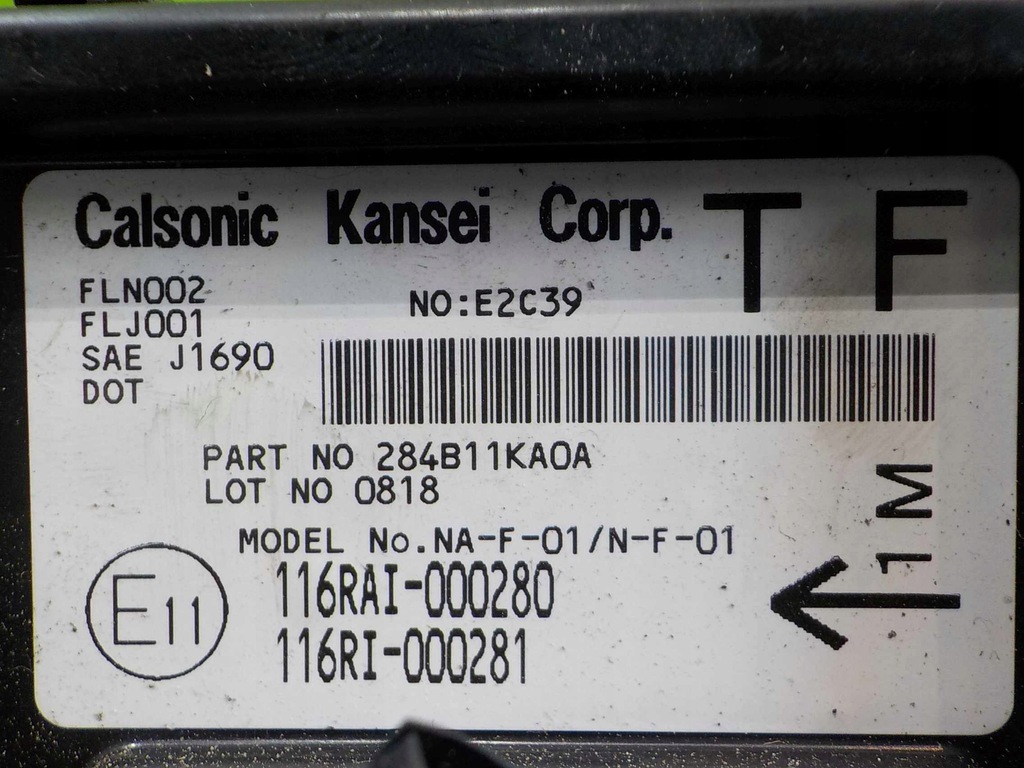 Calsonic Kansei Corp. TF
FLN002
NO:E2C39
FLJ001
SAE J1690
DOT
PART NO 284B11KA0A
LOT NO 0818
1M
MODEL No.NA-F-01/N-F-01
E11
116RAI-000280
116RI-000281